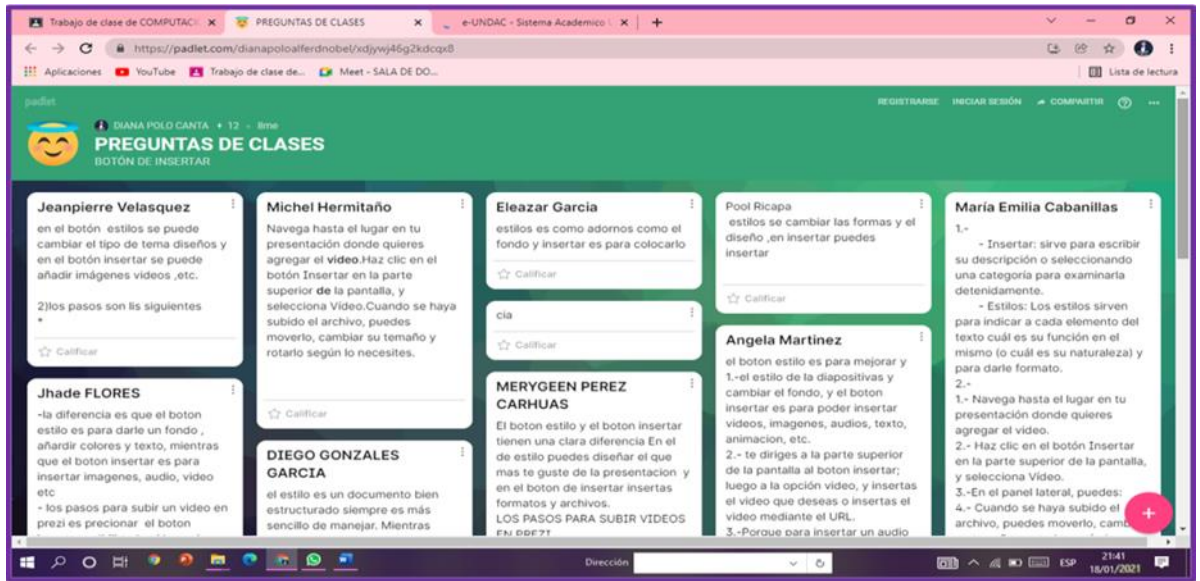 Trabajo de clase de COMPUTACI
PREGUNTAS DE CLASES
e-UNDAC - Sistema Academico
https://padlet.com/dianapoloalferdnobel/xdjywj46g2kdcqx8
Aplicaciones
YouTube
Trabajo de clase de...
Meet - SALA DE DO...
Lista de lectura
padlet
REGISTRARSE
INICIAR SESIÓN
COMPARTIR
DIANA POLO CANTA + 12 - 8me
PREGUNTAS DE CLASES
BOTÓN DE INSERTAR
Jeanpierre Velasquez
en el botón estilos se puede
cambiar el tipo de tema diseños y
en el botón insertar se puede
añadir imágenes videos ,etc.
2)los pasos son lis siguientes
*
Calificar
Jhade FLORES
-la diferencia es que el boton
estilo es para darle un fondo ,
añardir colores y texto, mientras
que el boton insertar es para
insertar imagenes, audio, video
etc
- los pasos para subir un video en
prezi es precionar el boton
Michel Hermitaño
Navega hasta el lugar en tu
presentación donde quieres
agregar el video.Haz clic en el
botón Insertar en la parte
superior de la pantalla, y
selecciona Vídeo.Cuando se haya
subido el archivo, puedes
moverlo, cambiar su temaño y
rotarlo según lo necesites.
Calificar
DIEGO GONZALES
GARCIA
el estilo es un documento bien
estructurado siempre es más
sencillo de manejar. Mientras
Eleazar Garcia
estilos es como adornos como el
fondo y insertar es para colocarlo
Calificar
cia
Calificar
MERYGEEN PEREZ
CARHUAS
El boton estilo y el boton insertar
tienen una clara diferencia En el
de estilo puedes diseñar el que
mas te guste de la presentacion y
en el boton de insertar insertas
formatos y archivos.
LOS PASOS PARA SUBIR VIDEOS
EN PREZI
Pool Ricapa
estilos se cambiar las formas y el
diseño ,en insertar puedes
insertar
Calificar
Angela Martinez
el boton estilo es para mejorar y
1.-el estilo de la diapositivas y
cambiar el fondo, y el boton
insertar es para poder insertar
videos, imagenes, audios, texto,
animacion, etc.
2.- te diriges a la parte superior
de la pantalla al boton insertar;
luego a la opción video, y insertas
el video que deseas o insertas el
video mediante el URL.
3.-Porque para insertar un audio
María Emilia Cabanillas
1.-
- Insertar: sirve para escribir
su descripción o seleccionando
una categoría para examinarla
detenidamente.
- Estilos: Los estilos sirven
para indicar a cada elemento del
texto cuál es su función en el
mismo (o cuál es su naturaleza) y
para darle formato.
2.-
1.- Navega hasta el lugar en tu
presentación donde quieres
agregar el video.
2.- Haz clic en el botón Insertar
en la parte superior de la pantalla,
y selecciona Vídeo.
3.-En el panel lateral, puedes:
4.- Cuando se haya subido el
archivo, puedes moverlo,
Dirección
ESP
21:41
18/01/2021